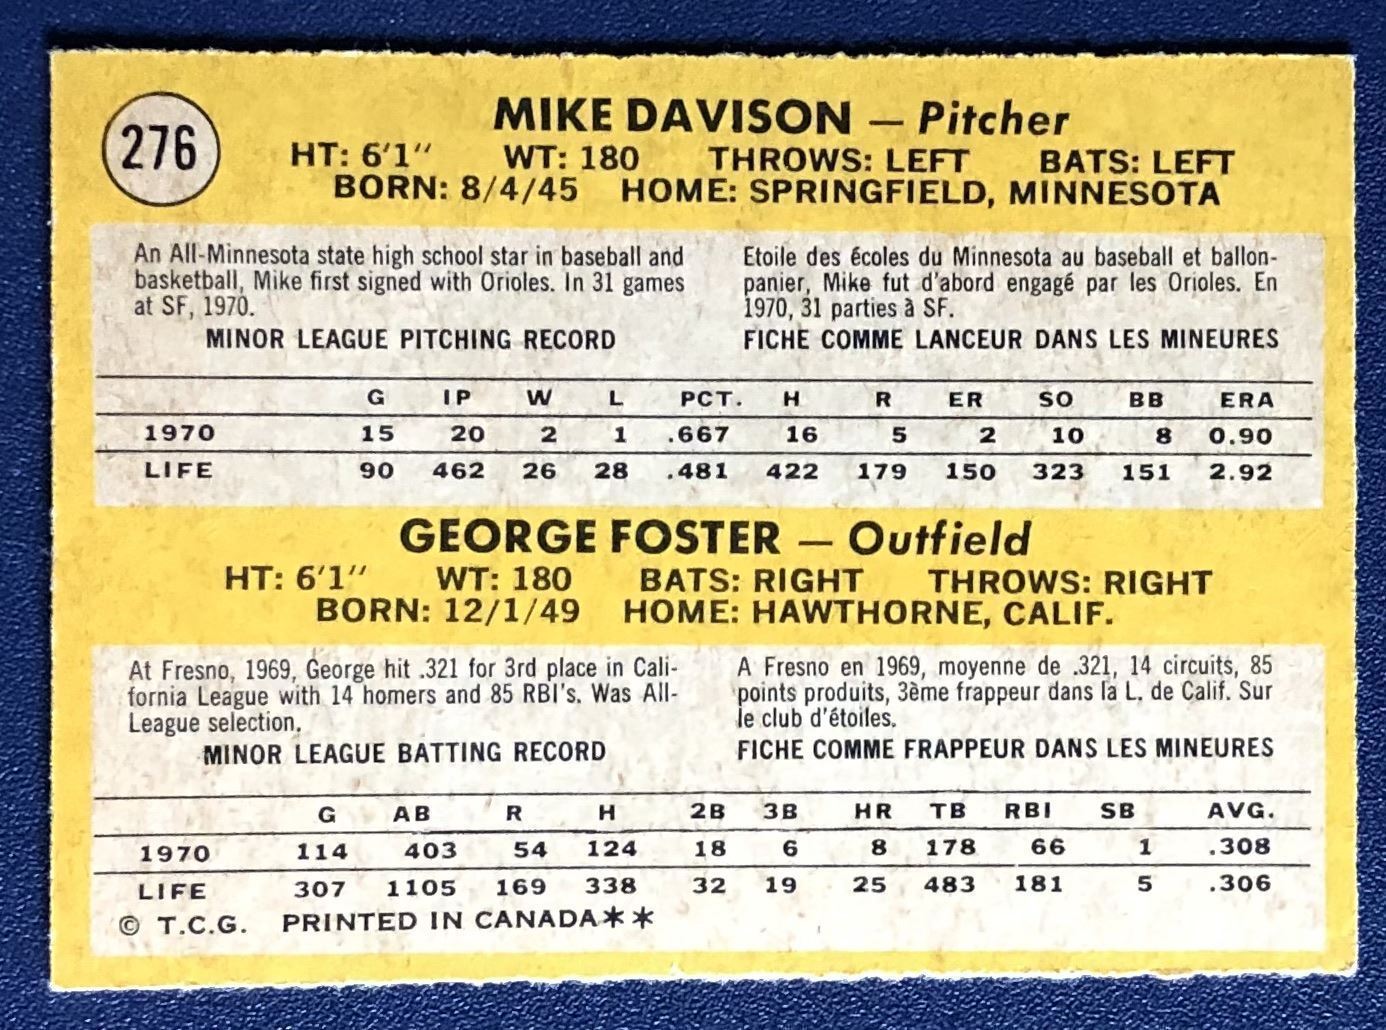 276
MIKE DAVISON — Pitcher
HT: 6'1" WT: 180 THROWS: LEFT BATS: LEFT
BORN: 8/4/45 HOME: SPRINGFIELD, MINNESOTA
An All-Minnesota state high school star in baseball and
basketball, Mike first signed with Orioles. In 31 games
at SF, 1970.
MINOR LEAGUE PITCHING RECORD
Etoile des écoles du Minnesota au baseball et ballon-
panier, Mike fut d'abord engagé par les Orioles. En
1970, 31 parties à SF.
FICHE COMME LANCEUR DANS LES MINEURES
G IP W L PCT. H R ER SO BB ERA
1970 15 20 2 1 .667 16 5 2 10 8 0.90
LIFE 90 462 26 28 .481 422 179 150 323 151 2.92
GEORGE FOSTER — Outfield
HT: 6'1" WT: 180 BATS: RIGHT THROWS: RIGHT
BORN: 12/1/49 HOME: HAWTHORNE, CALIF.
At Fresno, 1969, George hit .321 for 3rd place in Cali-
fornia League with 14 homers and 85 RBI's. Was All-
League selection.
MINOR LEAGUE BATTING RECORD
A Fresno en 1969, moyenne de .321, 14 circuits, 85
points produits, 3ème frappeur dans la L. de Calif. Sur
le club d'étoiles.
FICHE COMME FRAPPEUR DANS LES MINEURES
G AB R H 2B 3B HR TB RBI SB AVG.
1970 114 403 54 124 18 6 8 178 66 1 .308
LIFE 307 1105 169 338 32 19 25 483 181 5 .306
© T.C.G. PRINTED IN CANADA**